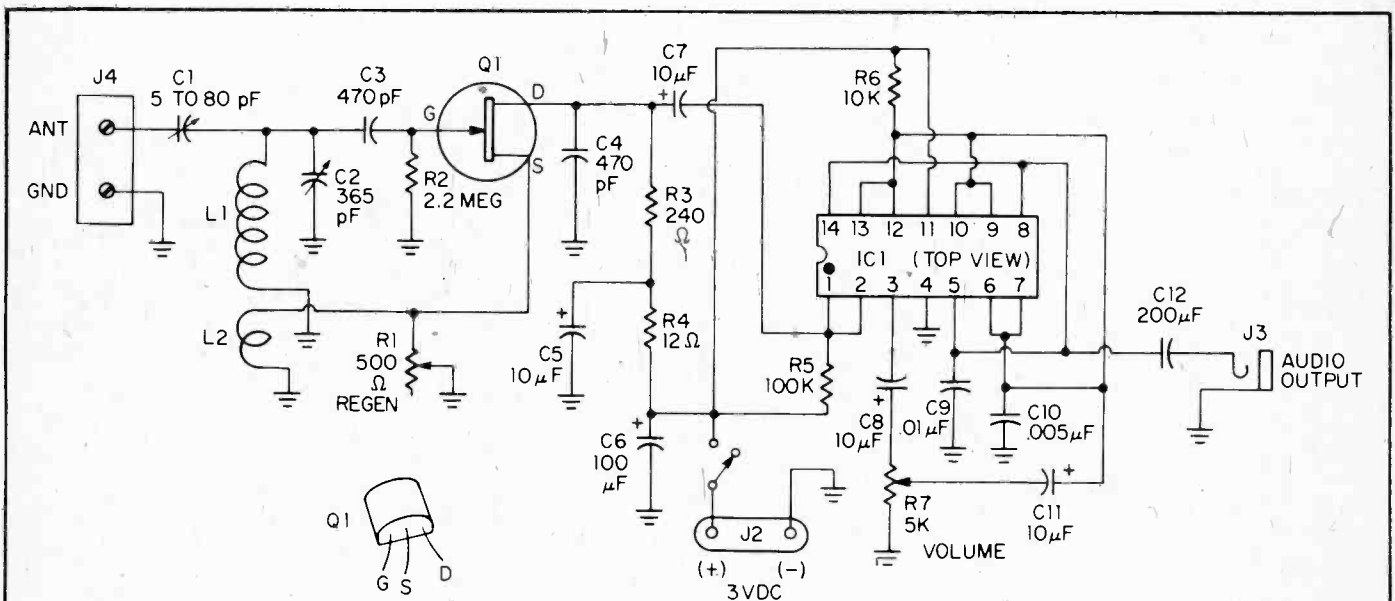 J4
ANT
GND
C1
5 TO 80 pF
C3
470 pF
Q1
G
D
S
L1
L2
C2
365
pF
R2
2.2 MEG
C4
470
pF
R1
500
Ω
REGEN
R3
240
Ω
C5
10µF
R4
12Ω
C6
100
µF
C7
10µF
+
+
+
R6
10K
14 13 12 11 10 9 8
IC1 (TOP VIEW)
1 2 3 4 5 6 7
R5
100K
C8
10µF
+
C9
.01µF
C10
.005µF
C12
200µF
J3
AUDIO
OUTPUT
R7
5K
VOLUME
C11
10µF
+
J2
(+) (-)
3VDC
Q1
G S D